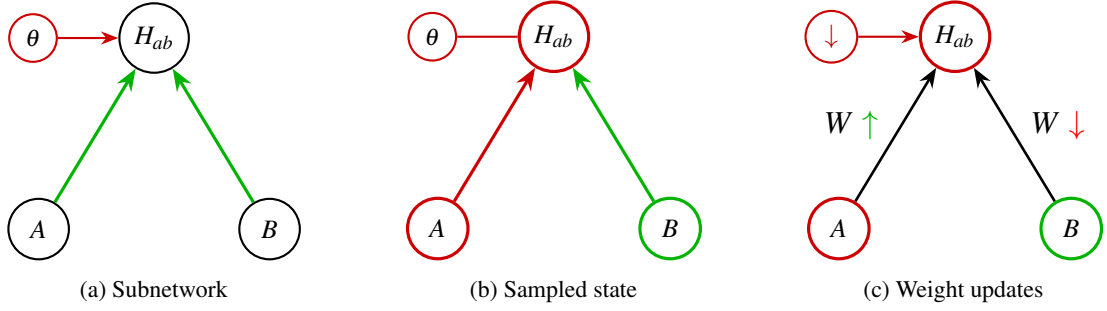 θ H_ab
A B
(a) Subnetwork
θ H_ab
A B
(b) Sampled state
↓ H_ab
W ↑ W ↓
A B
(c) Weight updates